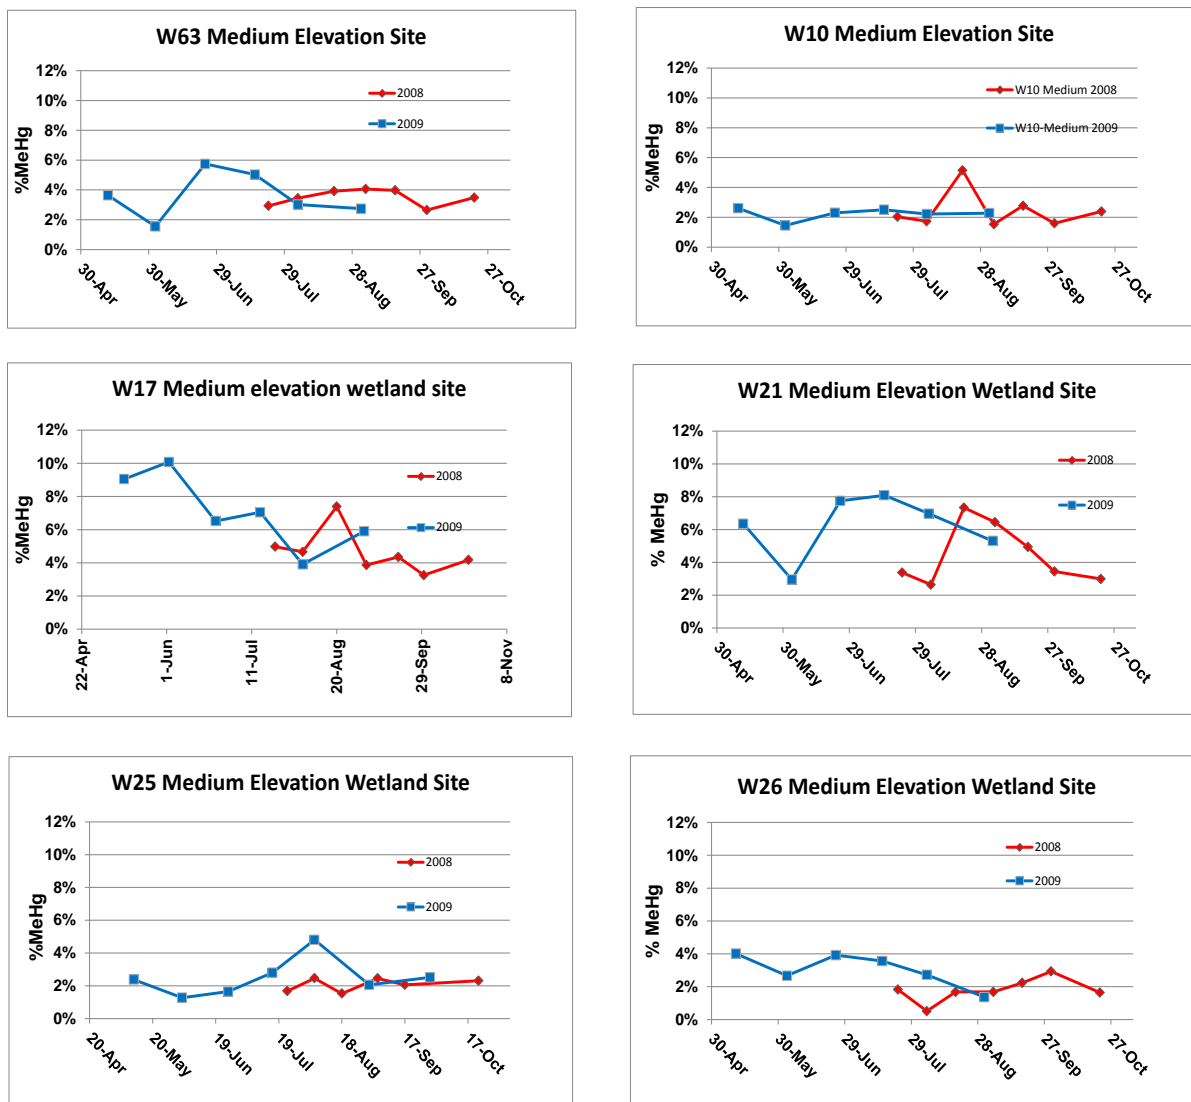 W63 Medium Elevation Site
12%
10%
8%
6%
4%
2%
0%
%MeHg
2008
2009
30-Apr
30-May
29-Jun
29-Jul
28-Aug
27-Sep
27-Oct
W10 Medium Elevation Site
12%
10%
8%
6%
4%
2%
0%
%MeHg
W10 Medium 2008
W10-Medium 2009
30-Apr
30-May
29-Jun
29-Jul
28-Aug
27-Sep
27-Oct
W17 Medium elevation wetland site
12%
10%
8%
6%
4%
2%
0%
%MeHg
2008
2009
22-Apr
1-Jun
11-Jul
20-Aug
29-Sep
8-Nov
W21 Medium Elevation Wetland Site
12%
10%
8%
6%
4%
2%
0%
% MeHg
2008
2009
30-Apr
30-May
29-Jun
29-Jul
28-Aug
27-Sep
27-Oct
W25 Medium Elevation Wetland Site
12%
10%
8%
6%
4%
2%
0%
%MeHg
2008
2009
20-Apr
20-May
19-Jun
19-Jul
18-Aug
17-Sep
17-Oct
W26 Medium Elevation Wetland Site
12%
10%
8%
6%
4%
2%
0%
% MeHg
2008
2009
30-Apr
30-May
29-Jun
29-Jul
28-Aug
27-Sep
27-Oct